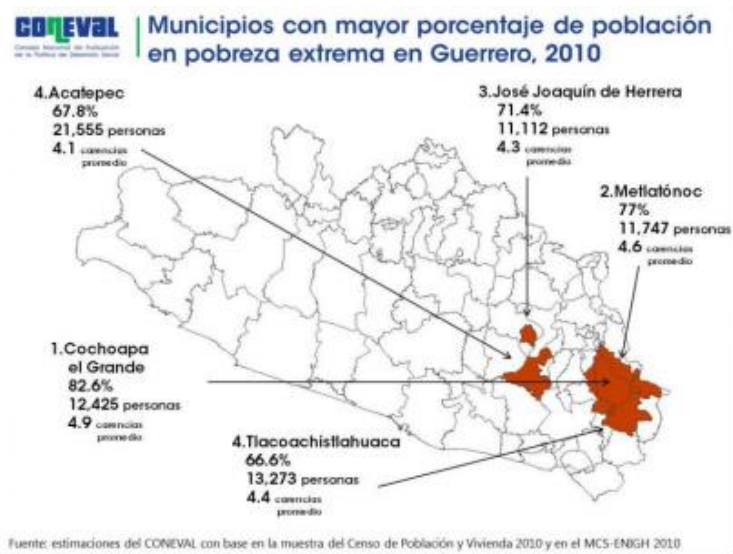 CONEVAL
Consejo Nacional de Evaluación
de la Política de Desarrollo Social
Municipios con mayor porcentaje de población
en pobreza extrema en Guerrero, 2010
4.Acatepec
67.8%
21,555 personas
4.1 carencias
promedio
3.José Joaquín de Herrera
71.4%
11,112 personas
4.3 carencias
promedio
2.Metlatónoc
77%
11,747 personas
4.6 carencias
promedio
1.Cochoapa
el Grande
82.6%
12,425 personas
4.9 carencias
promedio
4.Tlacoachistlahuaca
66.6%
13,273 personas
4.4 carencias
promedio
Fuente: estimaciones del CONEVAL con base en la muestra del Censo de Población y Vivienda 2010 y en el MCS-ENIGH 2010